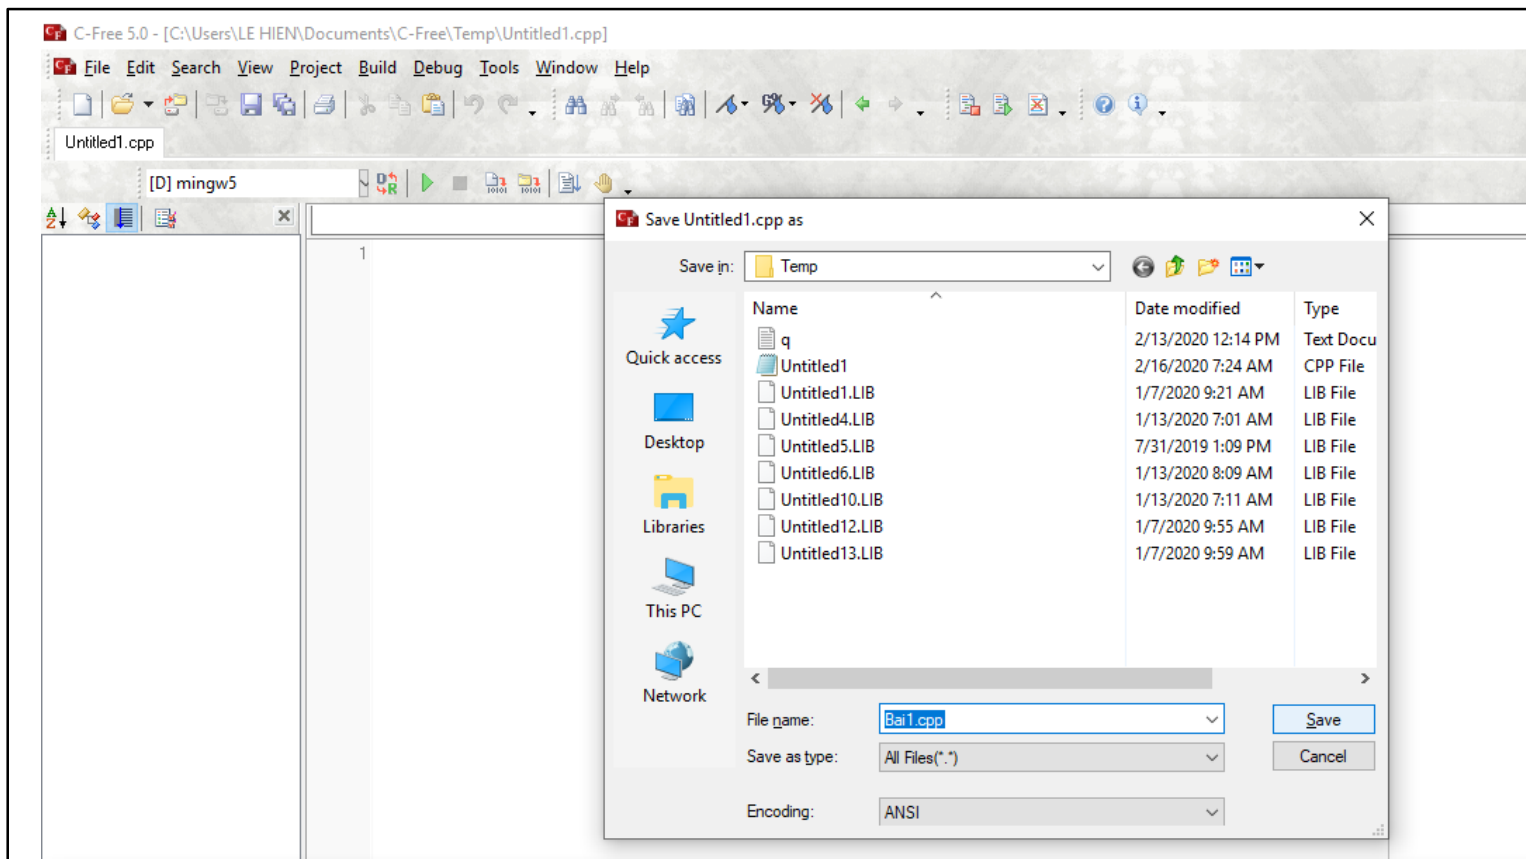 C-Free 5.0 - [C:\Users\LE HIEN\Documents\C-Free\Temp\Untitled1.cpp]
File Edit Search View Project Build Debug Tools Window Help
Untitled1.cpp
[D] mingw5
1
Save Untitled1.cpp as
Save in: Temp
Name Date modified Type
q 2/13/2020 12:14 PM Text Docu
Untitled1 2/16/2020 7:24 AM CPP File
Untitled1.LIB 1/7/2020 9:21 AM LIB File
Untitled4.LIB 1/13/2020 7:01 AM LIB File
Untitled5.LIB 7/31/2019 1:09 PM LIB File
Untitled6.LIB 1/13/2020 8:09 AM LIB File
Untitled10.LIB 1/13/2020 7:11 AM LIB File
Untitled12.LIB 1/7/2020 9:55 AM LIB File
Untitled13.LIB 1/7/2020 9:59 AM LIB File
Quick access
Desktop
Libraries
This PC
Network
File name: Bai1.cpp Save
Save as type: All Files(*.*) Cancel
Encoding: ANSI